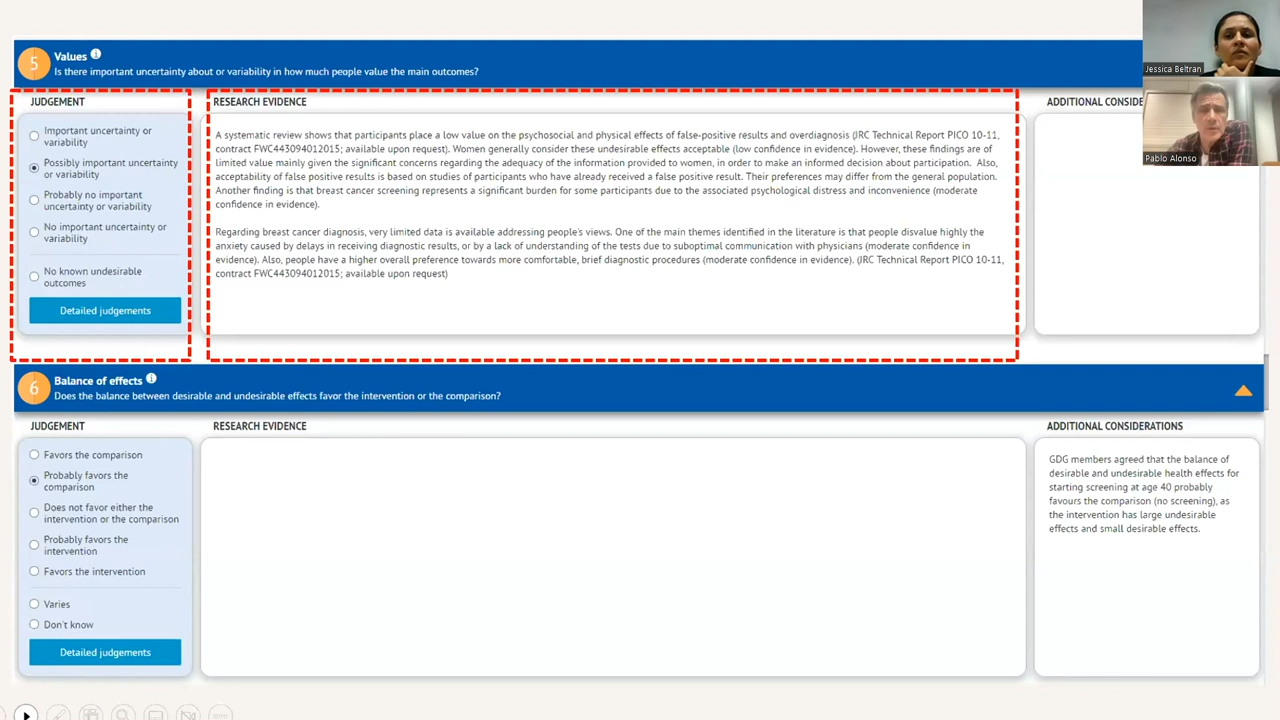 5
Values i
Is there important uncertainty about or variability in how much people value the main outcomes?
Jessica Beltran
Pablo Alonso
JUDGEMENT
Important uncertainty or
variability
Possibly important uncertainty
or variability
Probably no important
uncertainty or variability
No important uncertainty or
variability
No known undesirable
outcomes
Detailed judgements
RESEARCH EVIDENCE
A systematic review shows that participants place a low value on the psychosocial and physical effects of false-positive results and overdiagnosis (JRC Technical Report PICO 10-11,
contract FWC443094012015; available upon request). Women generally consider these undesirable effects acceptable (low confidence in evidence). However, these findings are of
limited value mainly given the significant concerns regarding the adequacy of the information provided to women, in order to make an informed decision about participation. Also,
acceptability of false positive results is based on studies of participants who have already received a false positive result. Their preferences may differ from the general population.
Another finding is that breast cancer screening represents a significant burden for some participants due to the associated psychological distress and inconvenience (moderate
confidence in evidence).
Regarding breast cancer diagnosis, very limited data is available addressing people's views. One of the main themes identified in the literature is that people disvalue highly the
anxiety caused by delays in receiving diagnostic results, or by a lack of understanding of the tests due to suboptimal communication with physicians (moderate confidence in
evidence). Also, people have a higher overall preference towards more comfortable, brief diagnostic procedures (moderate confidence in evidence). (JRC Technical Report PICO 10-11,
contract FWC443094012015; available upon request)
ADDITIONAL CONSIDE
6
Balance of effects i
Does the balance between desirable and undesirable effects favor the intervention or the comparison?
JUDGEMENT
Favors the comparison
Probably favors the
comparison
Does not favor either the
intervention or the comparison
Probably favors the
intervention
Favors the intervention
Varies
Don't know
Detailed judgements
RESEARCH EVIDENCE
ADDITIONAL CONSIDERATIONS
GDG members agreed that the balance of
desirable and undesirable health effects for
starting screening at age 40 probably
favours the comparison (no screening), as
the intervention has large undesirable
effects and small desirable effects.